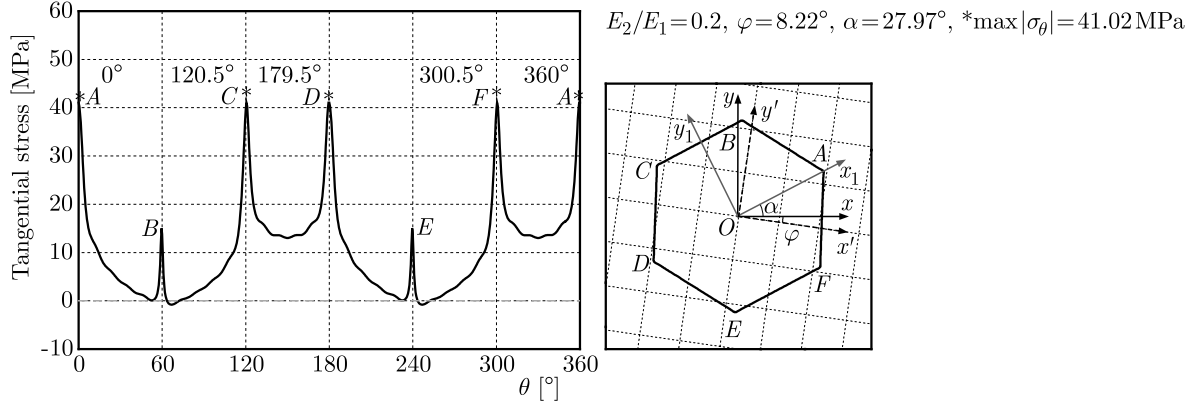 E₂/E₁=0.2, φ=8.22°, α=27.97°, *max|σ_θ|=41.02 MPa
Tangential stress [MPa]
60
50
40
30
20
10
0
-10
0° 120.5° 179.5° 300.5° 360°
*A C* D* F* A*
B E
0 60 120 180 240 300 360
θ [°]
y y'
y₁ B A
C x₁
α x
O φ x'
D F
E